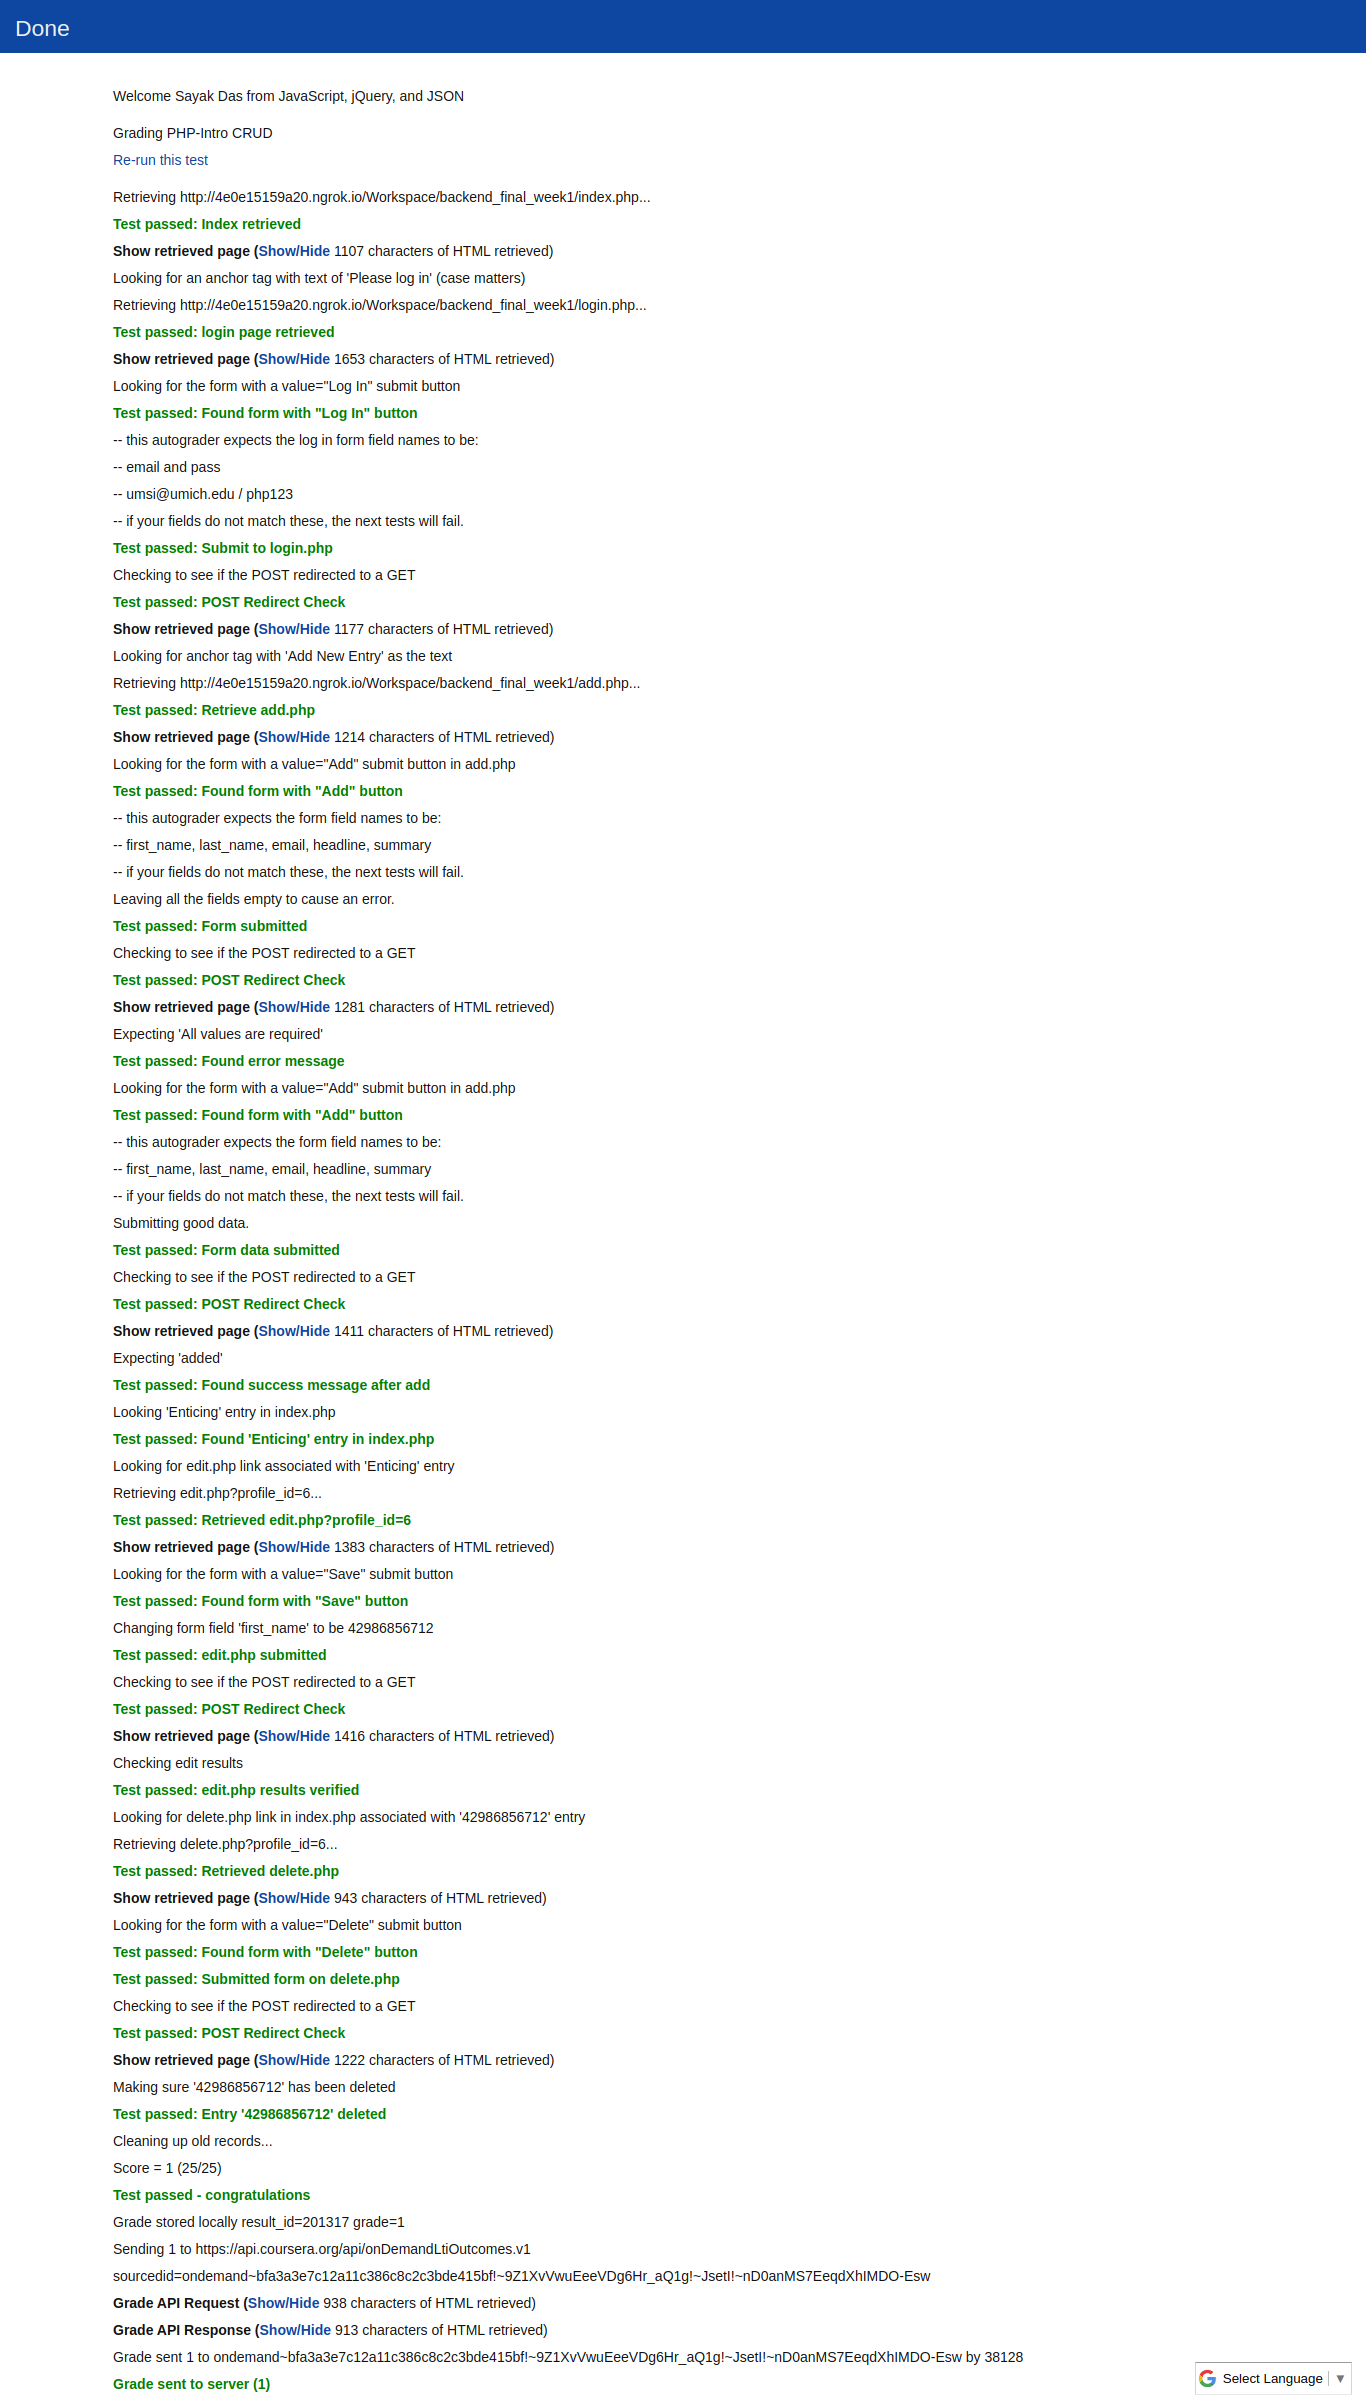 Done
Welcome Sayak Das from JavaScript, jQuery, and JSON
Grading PHP-Intro CRUD
Re-run this test
Retrieving http://4e0e15159a20.ngrok.io/Workspace/backend_final_week1/index.php...
Test passed: Index retrieved
Show retrieved page (Show/Hide 1107 characters of HTML retrieved)
Looking for an anchor tag with text of 'Please log in' (case matters)
Retrieving http://4e0e15159a20.ngrok.io/Workspace/backend_final_week1/login.php...
Test passed: login page retrieved
Show retrieved page (Show/Hide 1653 characters of HTML retrieved)
Looking for the form with a value="Log In" submit button
Test passed: Found form with "Log In" button
-- this autograder expects the log in form field names to be:
-- email and pass
-- umsi@umich.edu / php123
-- if your fields do not match these, the next tests will fail.
Test passed: Submit to login.php
Checking to see if the POST redirected to a GET
Test passed: POST Redirect Check
Show retrieved page (Show/Hide 1177 characters of HTML retrieved)
Looking for anchor tag with 'Add New Entry' as the text
Retrieving http://4e0e15159a20.ngrok.io/Workspace/backend_final_week1/add.php...
Test passed: Retrieve add.php
Show retrieved page (Show/Hide 1214 characters of HTML retrieved)
Looking for the form with a value="Add" submit button in add.php
Test passed: Found form with "Add" button
-- this autograder expects the form field names to be:
-- first_name, last_name, email, headline, summary
-- if your fields do not match these, the next tests will fail.
Leaving all the fields empty to cause an error.
Test passed: Form submitted
Checking to see if the POST redirected to a GET
Test passed: POST Redirect Check
Show retrieved page (Show/Hide 1281 characters of HTML retrieved)
Expecting 'All values are required'
Test passed: Found error message
Looking for the form with a value="Add" submit button in add.php
Test passed: Found form with "Add" button
-- this autograder expects the form field names to be:
-- first_name, last_name, email, headline, summary
-- if your fields do not match these, the next tests will fail.
Submitting good data.
Test passed: Form data submitted
Checking to see if the POST redirected to a GET
Test passed: POST Redirect Check
Show retrieved page (Show/Hide 1411 characters of HTML retrieved)
Expecting 'added'
Test passed: Found success message after add
Looking 'Enticing' entry in index.php
Test passed: Found 'Enticing' entry in index.php
Looking for edit.php link associated with 'Enticing' entry
Retrieving edit.php?profile_id=6...
Test passed: Retrieved edit.php?profile_id=6
Show retrieved page (Show/Hide 1383 characters of HTML retrieved)
Looking for the form with a value="Save" submit button
Test passed: Found form with "Save" button
Changing form field 'first_name' to be 42986856712
Test passed: edit.php submitted
Checking to see if the POST redirected to a GET
Test passed: POST Redirect Check
Show retrieved page (Show/Hide 1416 characters of HTML retrieved)
Checking edit results
Test passed: edit.php results verified
Looking for delete.php link in index.php associated with '42986856712' entry
Retrieving delete.php?profile_id=6...
Test passed: Retrieved delete.php
Show retrieved page (Show/Hide 943 characters of HTML retrieved)
Looking for the form with a value="Delete" submit button
Test passed: Found form with "Delete" button
Test passed: Submitted form on delete.php
Checking to see if the POST redirected to a GET
Test passed: POST Redirect Check
Show retrieved page (Show/Hide 1222 characters of HTML retrieved)
Making sure '42986856712' has been deleted
Test passed: Entry '42986856712' deleted
Cleaning up old records...
Score = 1 (25/25)
Test passed - congratulations
Grade stored locally result_id=201317 grade=1
Sending 1 to https://api.coursera.org/api/onDemandLtiOutcomes.v1
sourcedid=ondemand~bfa3a3e7c12a11c386c8c2c3bde415bf!~9Z1XvVwuEeeVDg6Hr_aQ1g!~JsetI!~nD0anMS7EeqdXhIMDO-Esw
Grade API Request (Show/Hide 938 characters of HTML retrieved)
Grade API Response (Show/Hide 913 characters of HTML retrieved)
Grade sent 1 to ondemand~bfa3a3e7c12a11c386c8c2c3bde415bf!~9Z1XvVwuEeeVDg6Hr_aQ1g!~JsetI!~nD0anMS7EeqdXhIMDO-Esw by 38128
Select Language ▼
Grade sent to server (1)